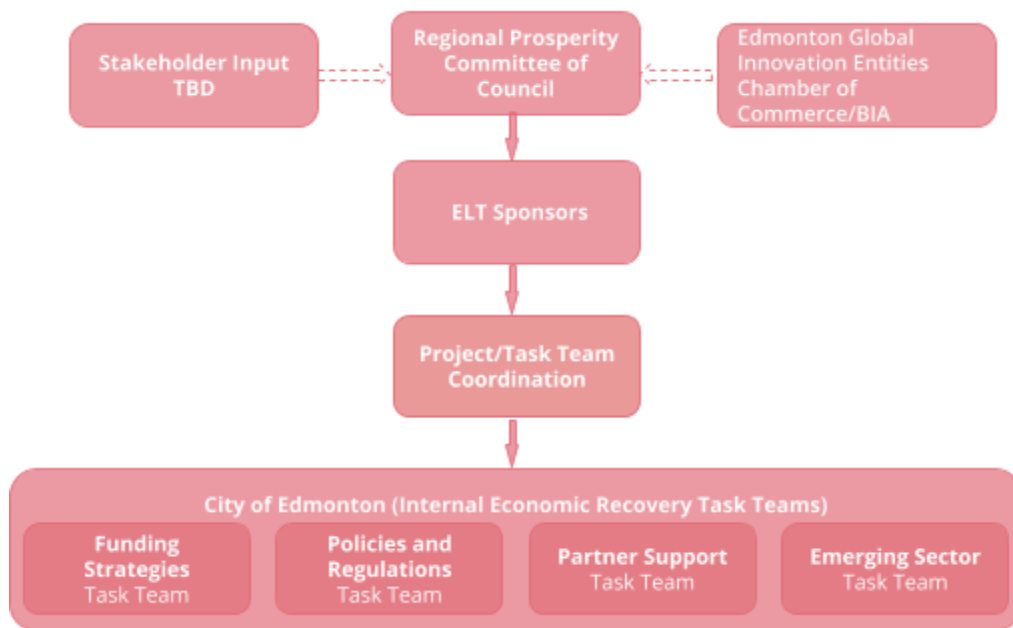 Stakeholder Input
TBD
Regional Prosperity
Committee of
Council
Edmonton Global
Innovation Entities
Chamber of
Commerce/BIA
ELT Sponsors
Project/Task Team
Coordination
City of Edmonton (Internal Economic Recovery Task Teams)
Funding
Strategies
Task Team
Policies and
Regulations
Task Team
Partner Support
Task Team
Emerging Sector
Task Team